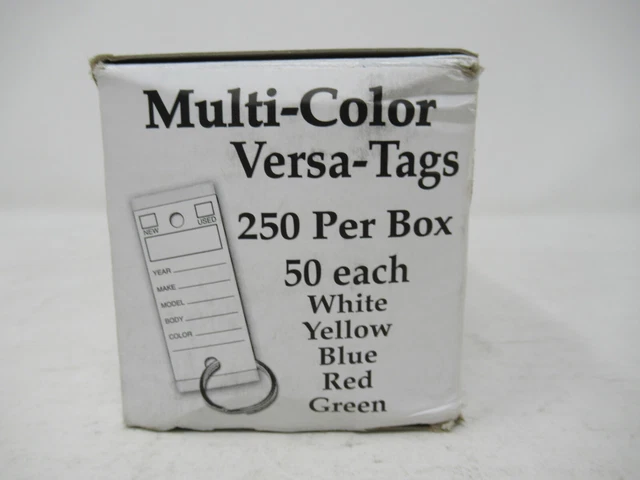 Multi-Color
Versa-Tags
250 Per Box
50 each
White
Yellow
Blue
Red
Green
NEW
USED
YEAR
MAKE
MODEL
BODY
COLOR